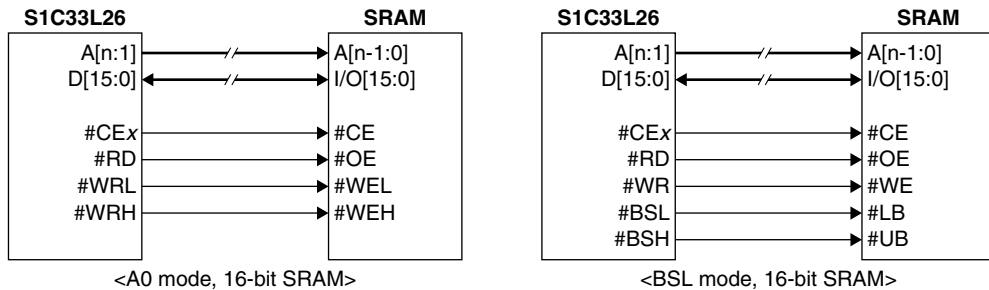 S1C33L26 SRAM
A[n:1] A[n-1:0]
D[15:0] I/O[15:0]
#CEx #CE
#RD #OE
#WRL #WEL
#WRH #WEH
<A0 mode, 16-bit SRAM>
S1C33L26 SRAM
A[n:1] A[n-1:0]
D[15:0] I/O[15:0]
#CEx #CE
#RD #OE
#WR #WE
#BSL #LB
#BSH #UB
<BSL mode, 16-bit SRAM>